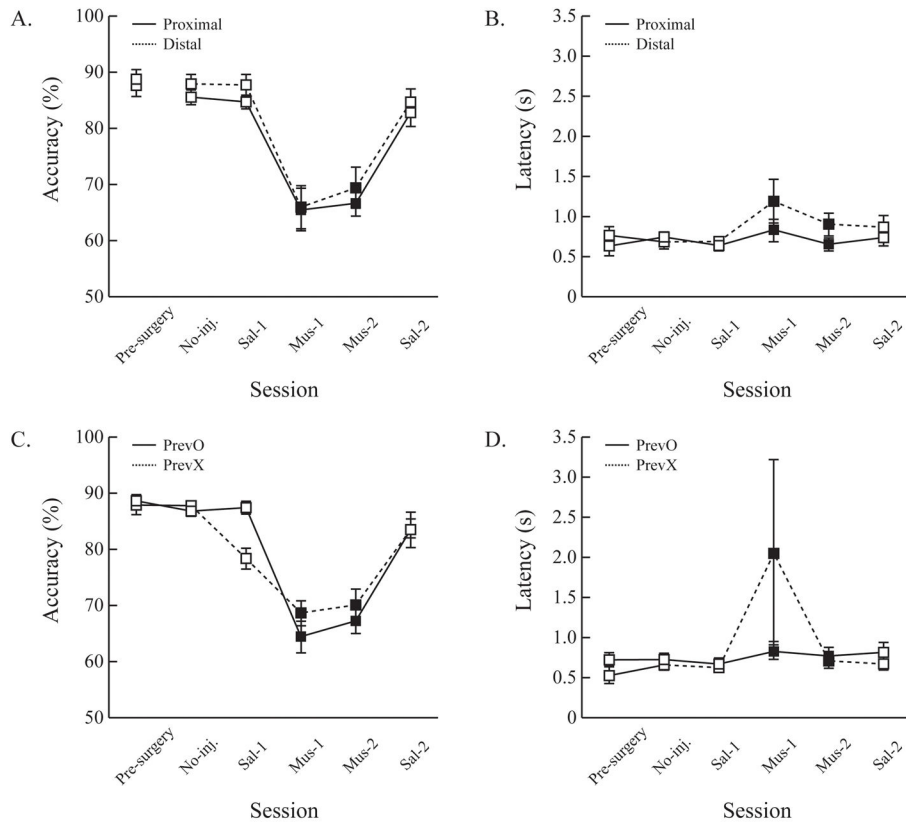 A.
Proximal
Distal
Accuracy (%)
100
90
80
70
60
50
Pre-surgery
No-inj.
Sal-1
Mus-1
Mus-2
Sal-2
Session
B.
Proximal
Distal
Latency (s)
3.5
3.0
2.5
2.0
1.5
1.0
0.5
0
Pre-surgery
No-inj.
Sal-1
Mus-1
Mus-2
Sal-2
Session
C.
PrevO
PrevX
Accuracy (%)
100
90
80
70
60
50
Pre-surgery
No-inj.
Sal-1
Mus-1
Mus-2
Sal-2
Session
D.
PrevO
PrevX
Latency (s)
3.5
3.0
2.5
2.0
1.5
1.0
0.5
0
Pre-surgery
No-inj.
Sal-1
Mus-1
Mus-2
Sal-2
Session